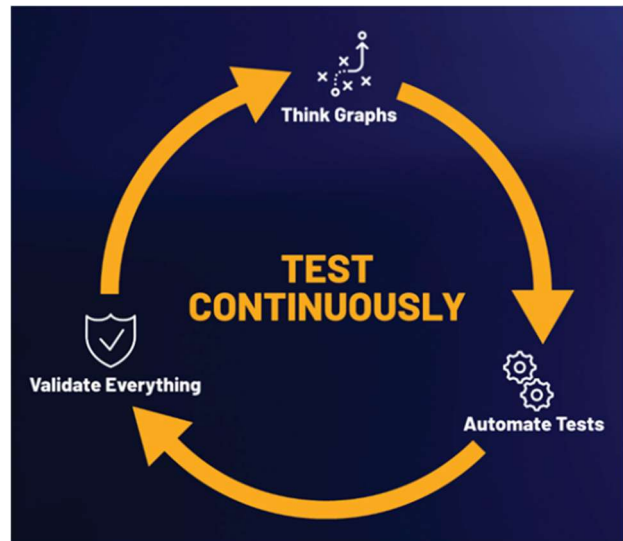 Think Graphs
TEST
CONTINUOUSLY
Validate Everything
Automate Tests